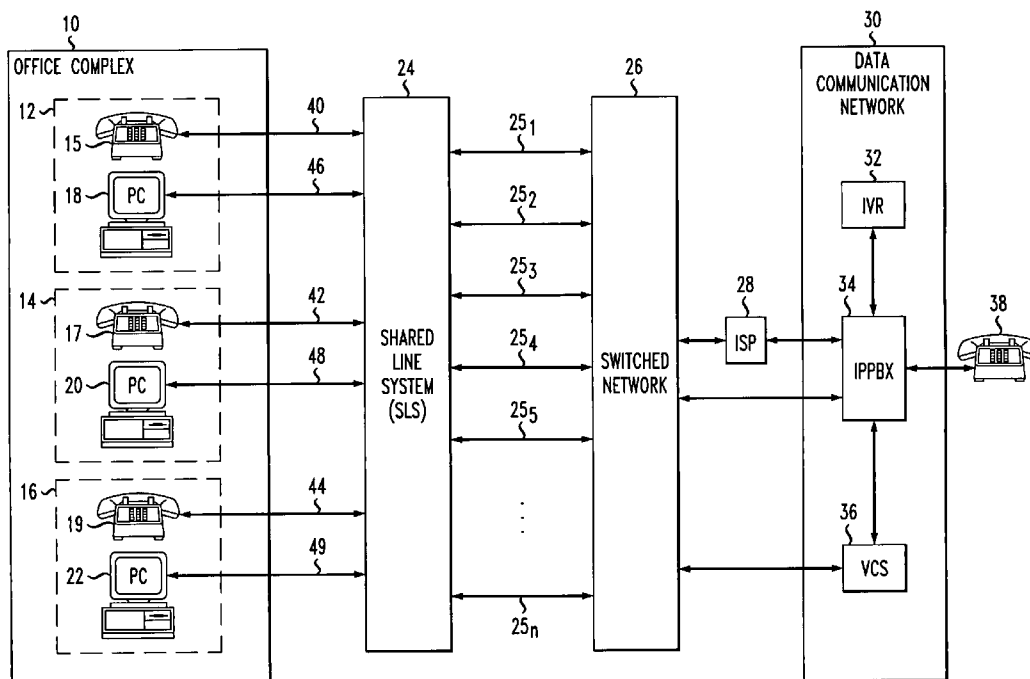 10
OFFICE COMPLEX
12
15
40
18
PC
46
14
17
42
20
PC
48
16
19
44
22
PC
49
24
SHARED
LINE
SYSTEM
(SLS)
25₁
25₂
25₃
25₄
25₅
25ₙ
26
SWITCHED
NETWORK
28
ISP
30
DATA
COMMUNICATION
NETWORK
32
IVR
34
IPPBX
38
36
VCS